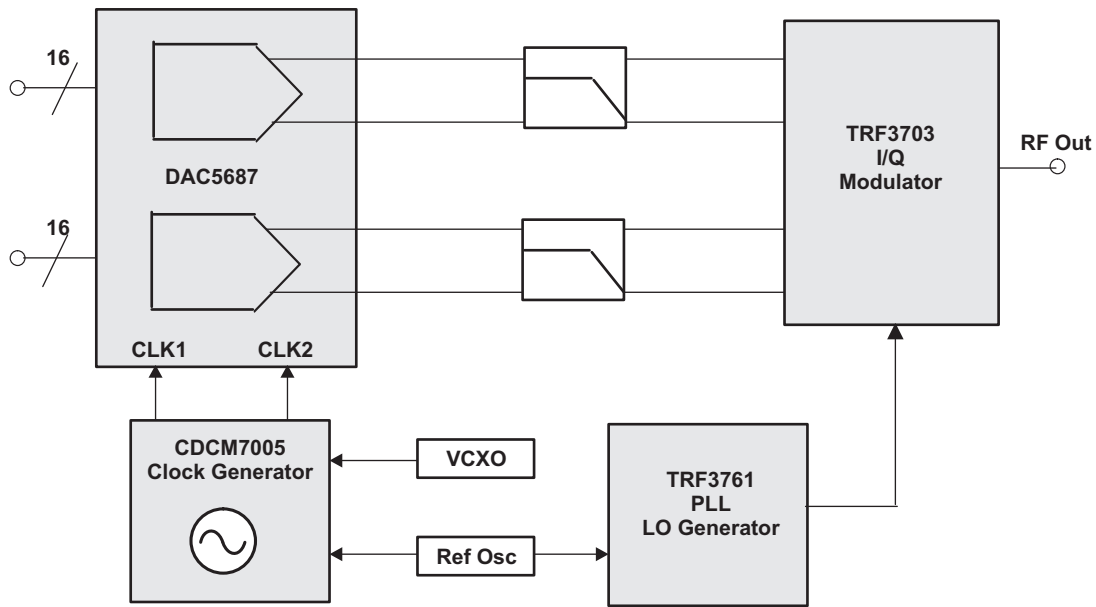 16
DAC5687
16
CLK1
CLK2
TRF3703
I/Q
Modulator
RF Out
CDCM7005
Clock Generator
VCXO
Ref Osc
TRF3761
PLL
LO Generator